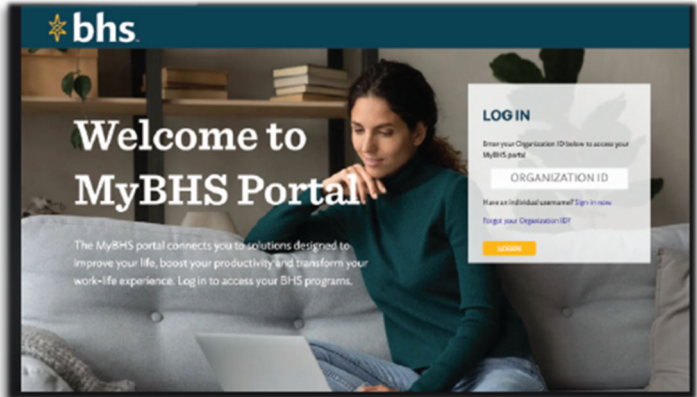 bhs
Welcome to
MyBHS Portal
The MyBHS portal connects you to solutions designed to
improve your life, boost your productivity and transform your
work-life experience. Log in to access your BHS programs.
LOG IN
Enter your Organization ID below to access your
MyBHS portal
ORGANIZATION ID
Have an individual username? Sign in now
Forgot your Organization ID?
LOGIN